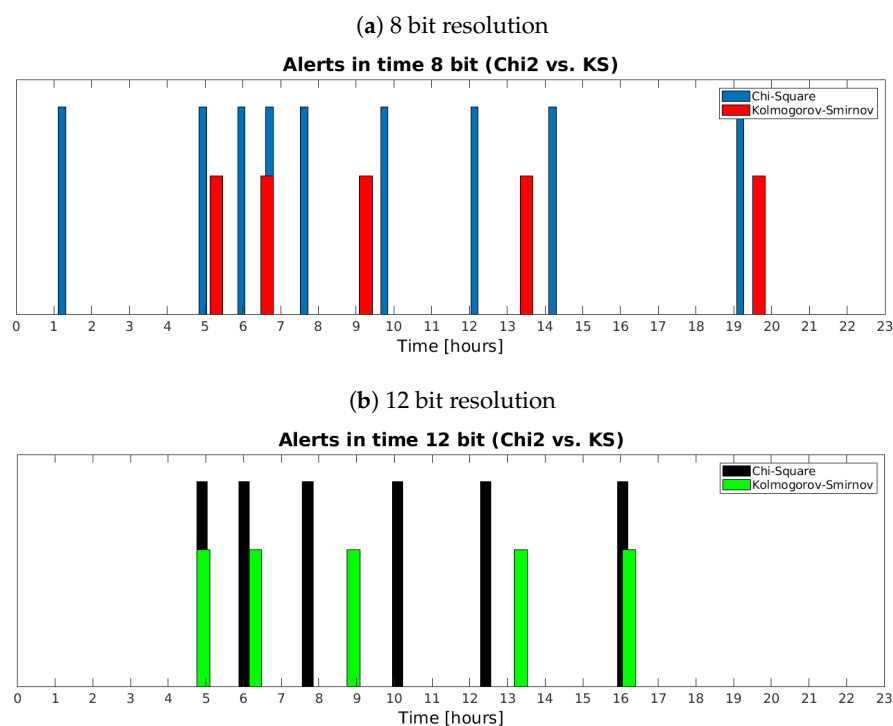 (a) 8 bit resolution
Alerts in time 8 bit (Chi2 vs. KS)
Chi-Square
Kolmogorov-Smirnov
0 1 2 3 4 5 6 7 8 9 10 11 12 13 14 15 16 17 18 19 20 21 22 23
Time [hours]
(b) 12 bit resolution
Alerts in time 12 bit (Chi2 vs. KS)
Chi-Square
Kolmogorov-Smirnov
0 1 2 3 4 5 6 7 8 9 10 11 12 13 14 15 16 17 18 19 20 21 22 23
Time [hours]